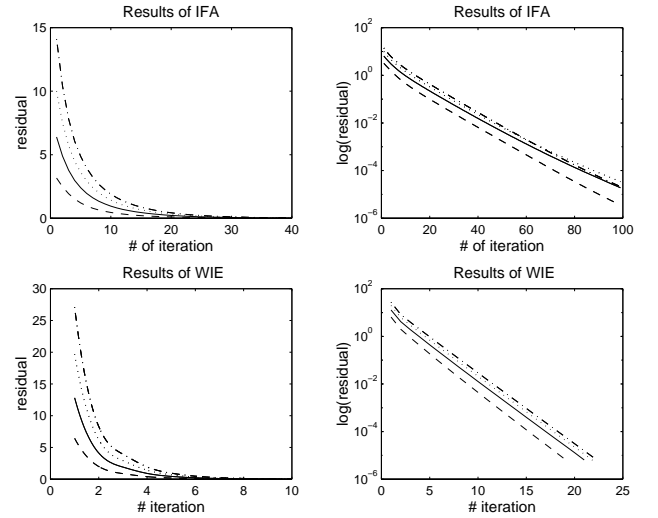 Results of IFA
residual
15
10
5
0
0 10 20 30 40
# of iteration
Results of IFA
log(residual)
10^2
10^0
10^-2
10^-4
10^-6
0 20 40 60 80 100
# of iteration
Results of WIE
residual
30
25
20
15
10
5
0
0 2 4 6 8 10
# iteration
Results of WIE
log(residual)
10^2
10^0
10^-2
10^-4
10^-6
0 5 10 15 20 25
# iteration